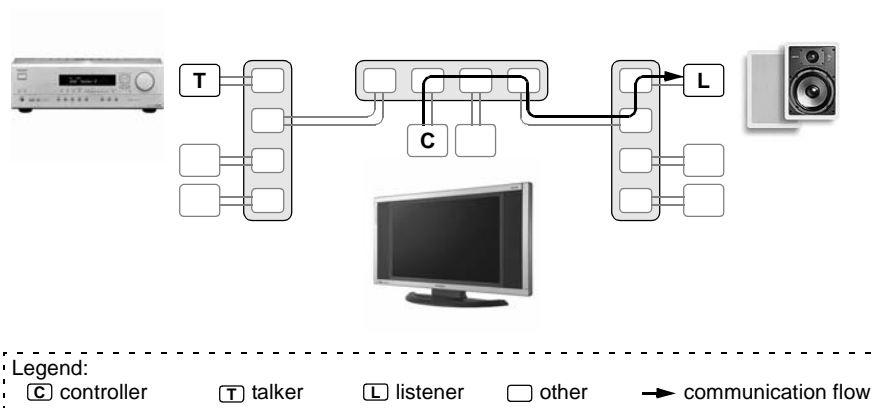 T
L
C
Legend:
C controller T talker L listener other communication flow